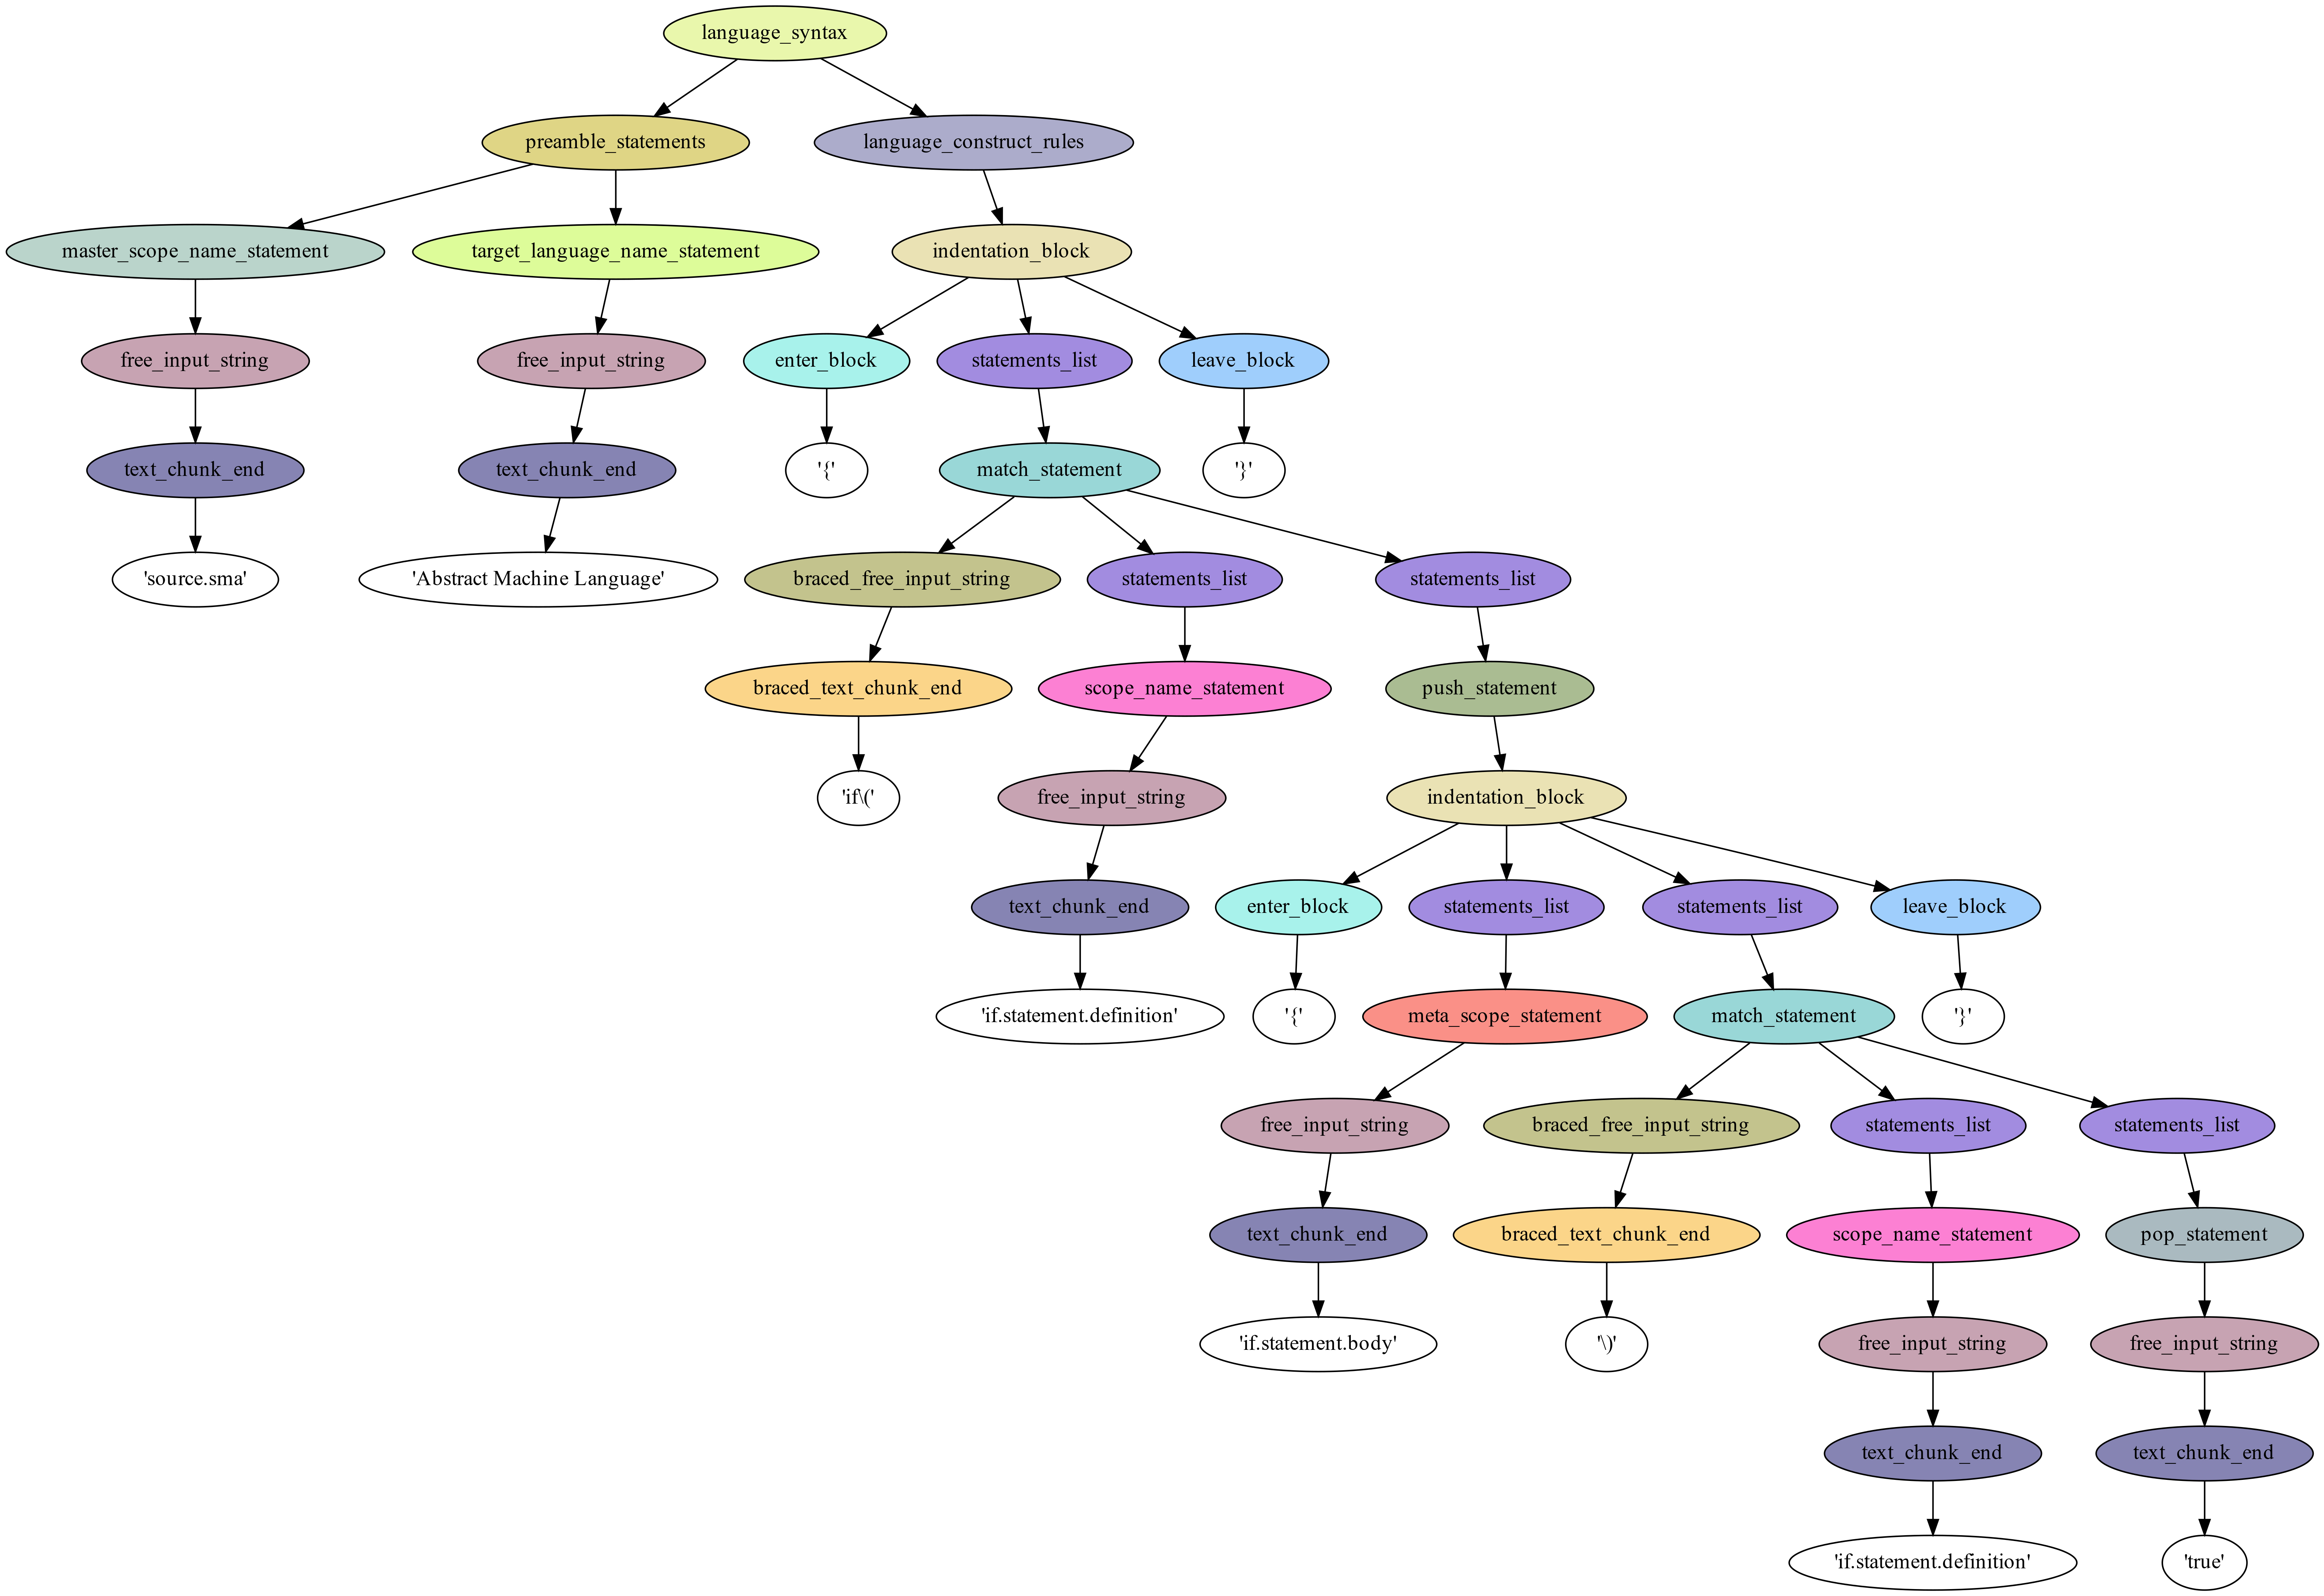 language_syntax
preamble_statements
language_construct_rules
master_scope_name_statement
target_language_name_statement
indentation_block
free_input_string
free_input_string
enter_block
statements_list
leave_block
text_chunk_end
text_chunk_end
'{'
match_statement
'}'
'source.sma'
'Abstract Machine Language'
braced_free_input_string
statements_list
statements_list
braced_text_chunk_end
scope_name_statement
push_statement
'if\('
free_input_string
indentation_block
text_chunk_end
enter_block
statements_list
statements_list
leave_block
'if.statement.definition'
'{'
meta_scope_statement
match_statement
'}'
free_input_string
braced_free_input_string
statements_list
statements_list
text_chunk_end
braced_text_chunk_end
scope_name_statement
pop_statement
'if.statement.body'
'\)'
free_input_string
free_input_string
text_chunk_end
text_chunk_end
'if.statement.definition'
'true'